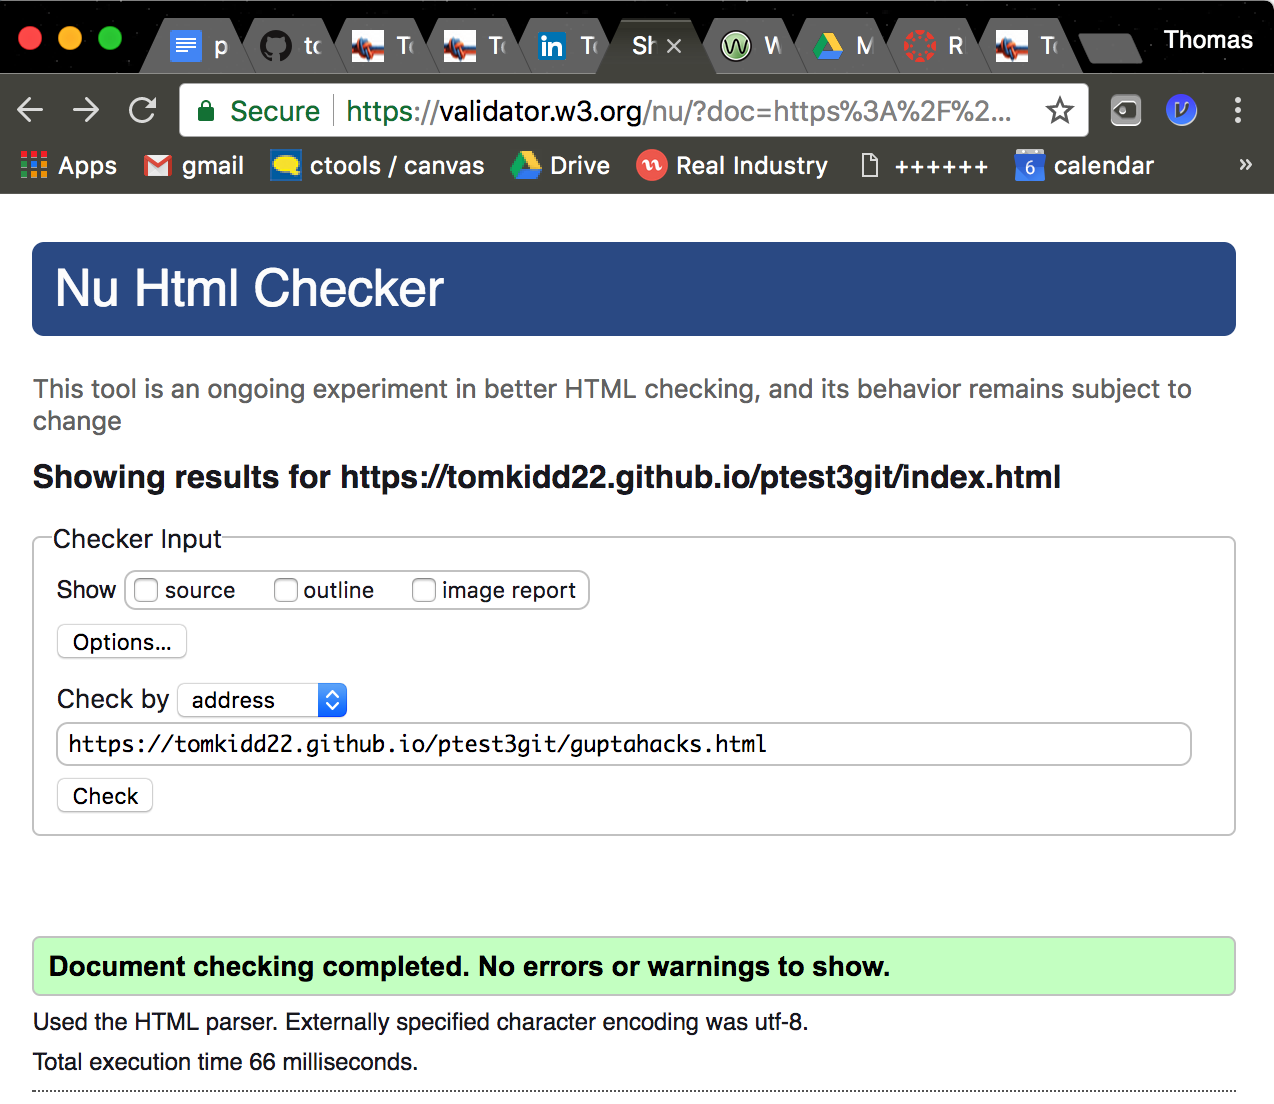 p tc Tc Tc Tc Sh W M R Tc Thomas
Secure https://validator.w3.org/nu/?doc=https%3A%2F%2...
Apps gmail ctools / canvas Drive Real Industry ++++++ 6 calendar »
Nu Html Checker
This tool is an ongoing experiment in better HTML checking, and its behavior remains subject to
change
Showing results for https://tomkidd22.github.io/ptest3git/index.html
Checker Input
Show source outline image report
Options...
Check by address
https://tomkidd22.github.io/ptest3git/guptahacks.html
Check
Document checking completed. No errors or warnings to show.
Used the HTML parser. Externally specified character encoding was utf-8.
Total execution time 66 milliseconds.